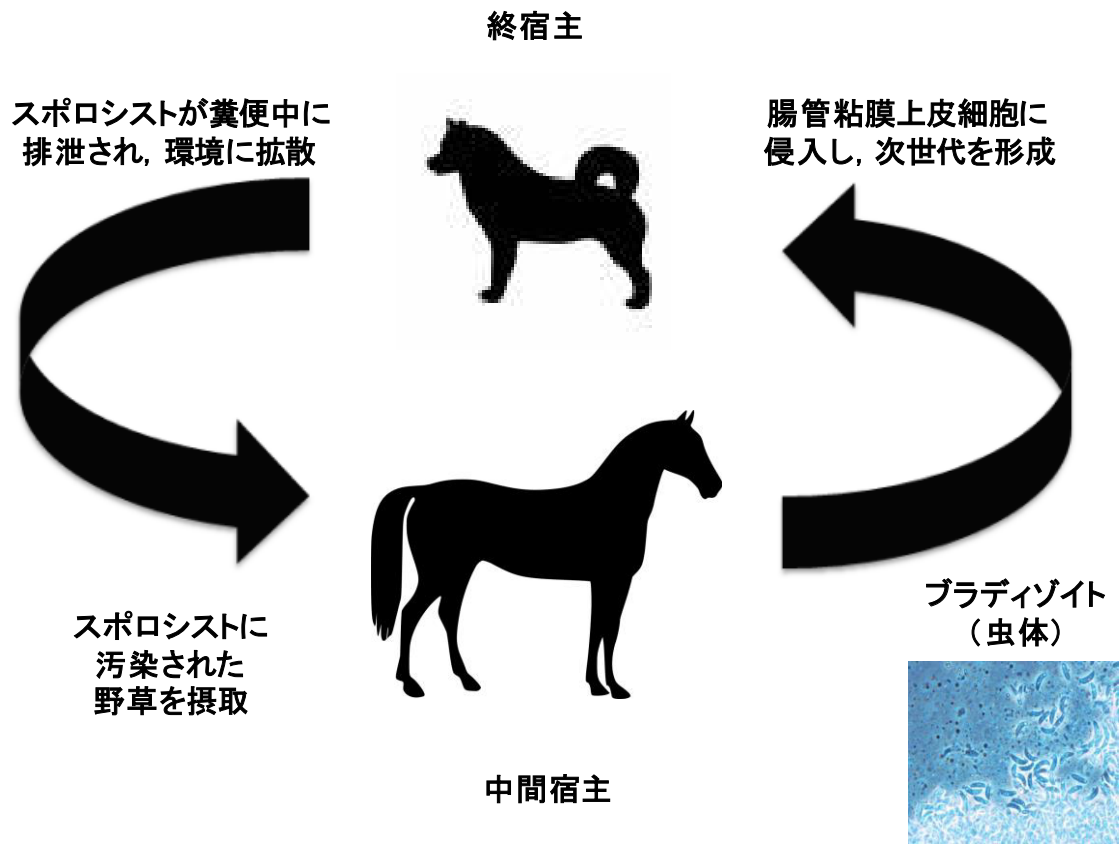 終宿主
スポロシストが糞便中に
排泄され, 環境に拡散
腸管粘膜上皮細胞に
侵入し, 次世代を形成
スポロシストに
汚染された
野草を摂取
ブラディゾイト
（虫体）
中間宿主